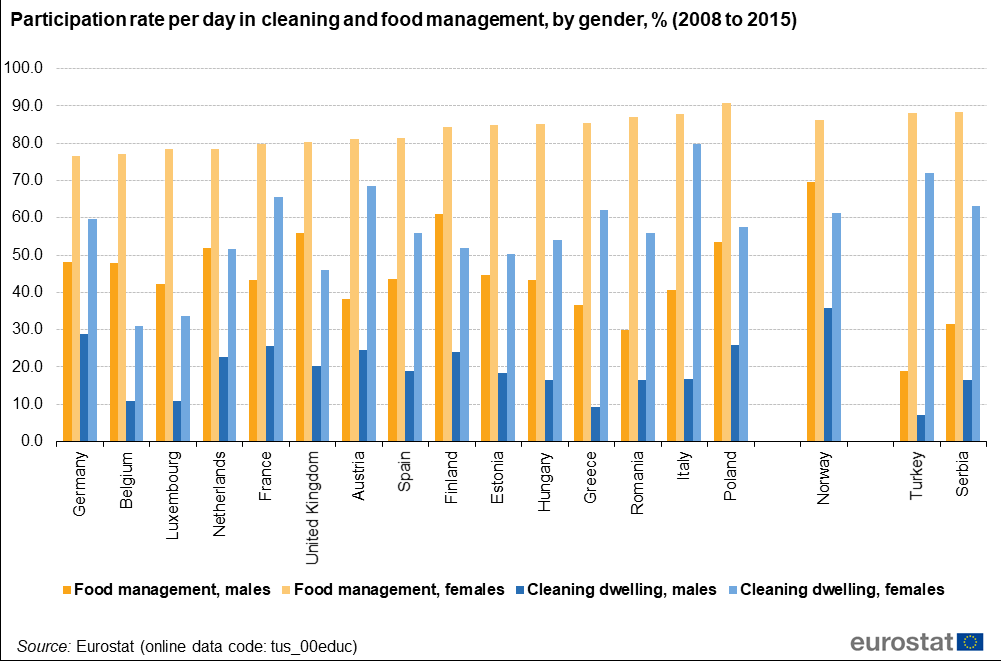 Participation rate per day in cleaning and food management, by gender, % (2008 to 2015)
100.0
90.0
80.0
70.0
60.0
50.0
40.0
30.0
20.0
10.0
0.0
Germany
Belgium
Luxembourg
Netherlands
France
United Kingdom
Austria
Spain
Finland
Estonia
Hungary
Greece
Romania
Italy
Poland
Norway
Turkey
Serbia
Food management, males Food management, females Cleaning dwelling, males Cleaning dwelling, females
Source: Eurostat (online data code: tus_00educ)
eurostat